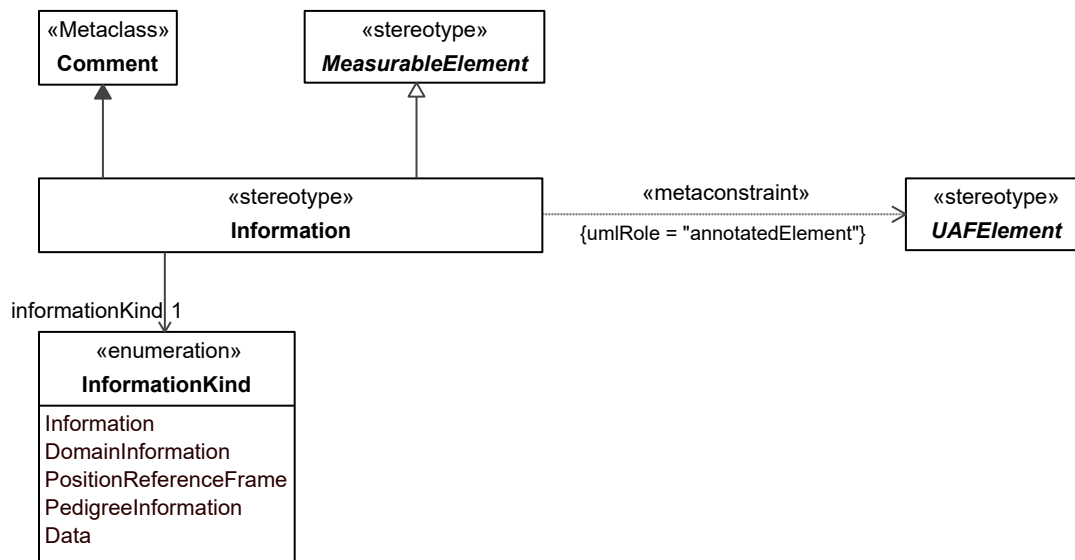 «Metaclass»
Comment
«stereotype»
MeasurableElement
«stereotype»
Information
«metaconstraint»
{umlRole = "annotatedElement"}
«stereotype»
UAFElement
informationKind 1
«enumeration»
InformationKind
Information
DomainInformation
PositionReferenceFrame
PedigreeInformation
Data